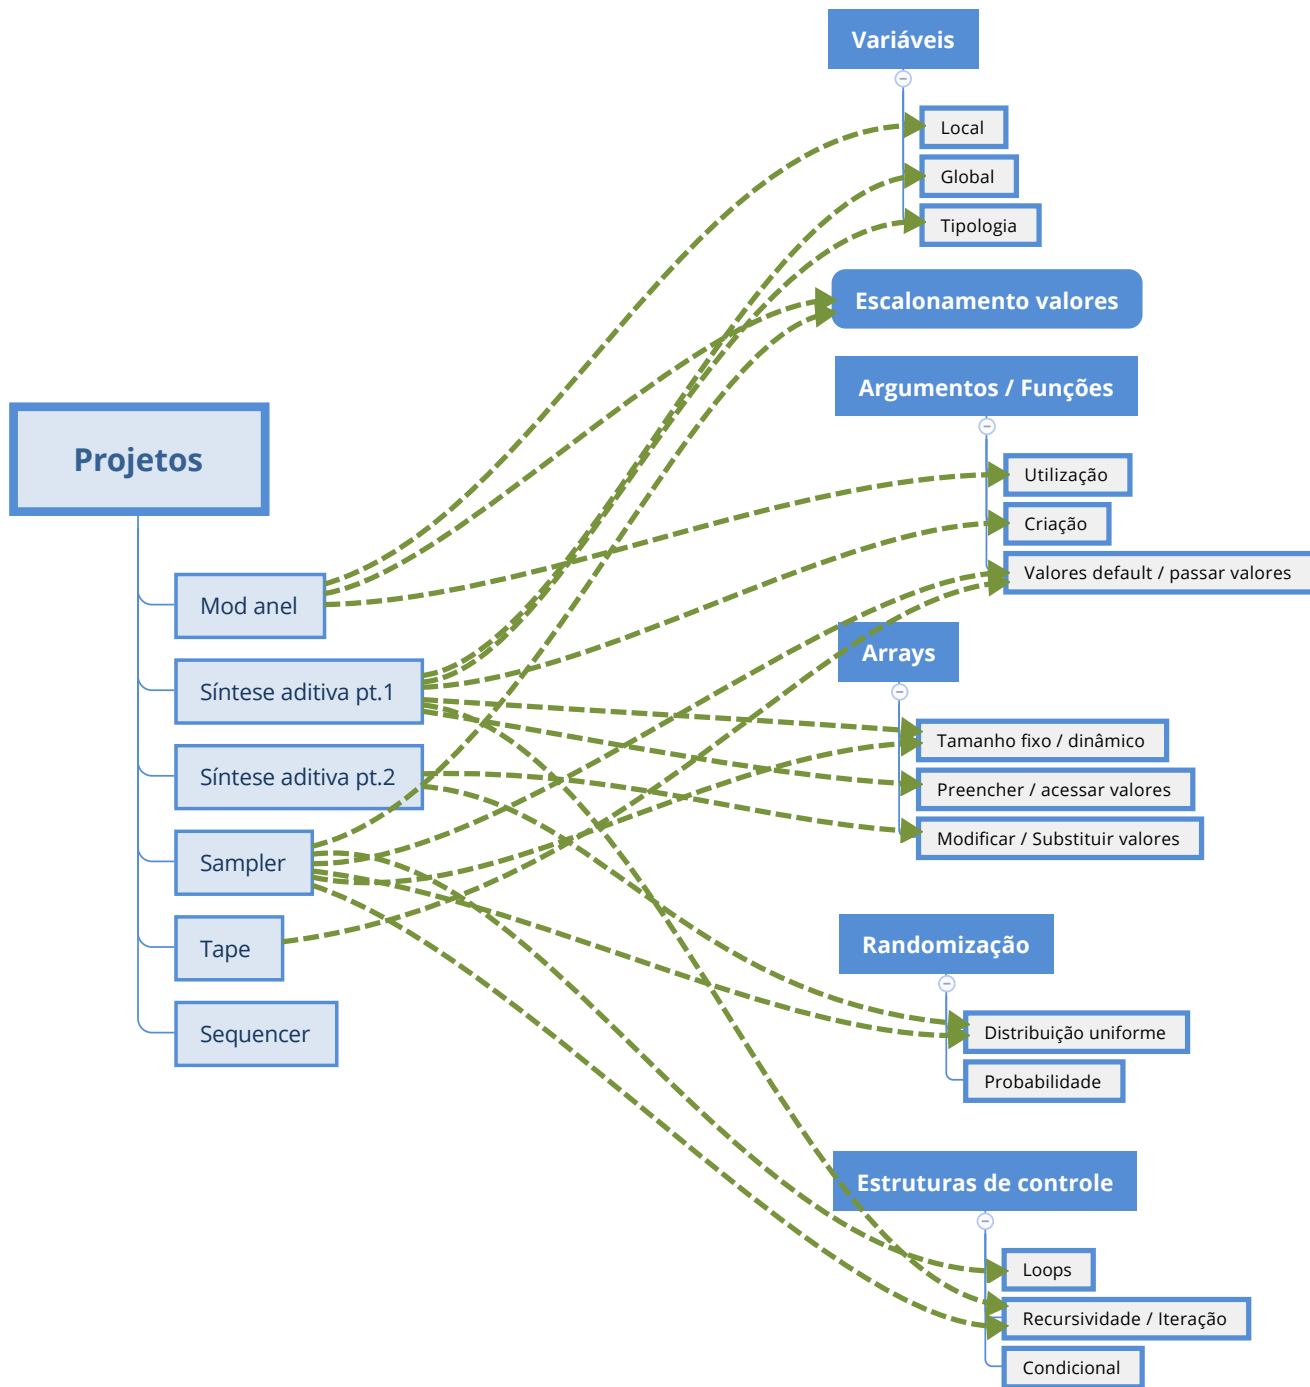 Projetos
Mod anel
Síntese aditiva pt.1
Síntese aditiva pt.2
Sampler
Tape
Sequencer
Variáveis
Local
Global
Tipologia
Escalonamento valores
Argumentos / Funções
Utilização
Criação
Valores default / passar valores
Arrays
Tamanho fixo / dinâmico
Preencher / acessar valores
Modificar / Substituir valores
Randomização
Distribuição uniforme
Probabilidade
Estruturas de controle
Loops
Recursividade / Iteração
Condicional